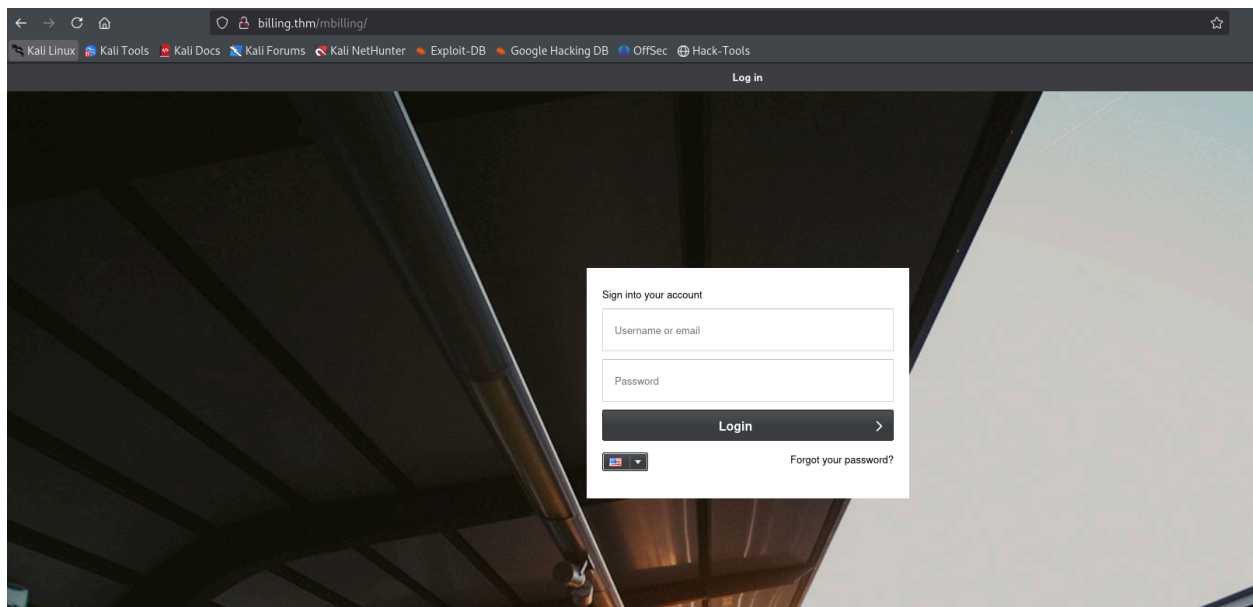 billing.thm/mbilling/
Kali Linux Kali Tools Kali Docs Kali Forums Kali NetHunter Exploit-DB Google Hacking DB OffSec Hack-Tools
Log in
Sign into your account
Username or email
Password
Login
Forgot your password?